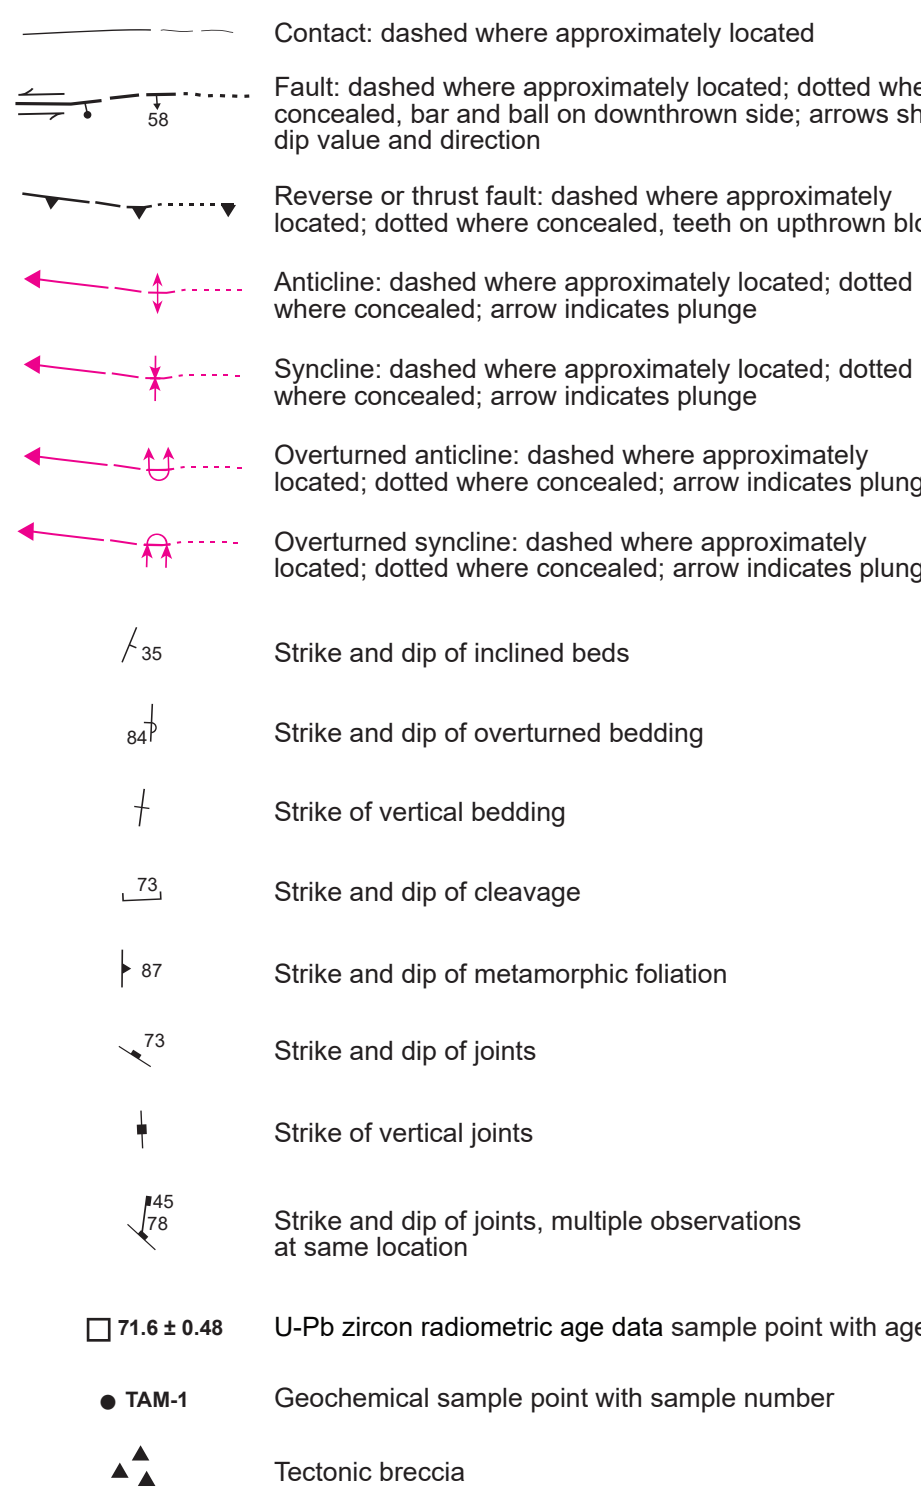 Contact: dashed where approximately located
Fault: dashed where approximately located; dotted whe
concealed, bar and ball on downthrown side; arrows sh
dip value and direction
58
Reverse or thrust fault: dashed where approximately
located; dotted where concealed, teeth on upthrown blo
Anticline: dashed where approximately located; dotted
where concealed; arrow indicates plunge
Syncline: dashed where approximately located; dotted
where concealed; arrow indicates plunge
Overturned anticline: dashed where approximately
located; dotted where concealed; arrow indicates plung
Overturned syncline: dashed where approximately
located; dotted where concealed; arrow indicates plung
35 Strike and dip of inclined beds
84 Strike and dip of overturned bedding
Strike of vertical bedding
73 Strike and dip of cleavage
87 Strike and dip of metamorphic foliation
73 Strike and dip of joints
Strike of vertical joints
45
78 Strike and dip of joints, multiple observations
at same location
71.6 ± 0.48 U-Pb zircon radiometric age data sample point with age
TAM-1 Geochemical sample point with sample number
Tectonic breccia